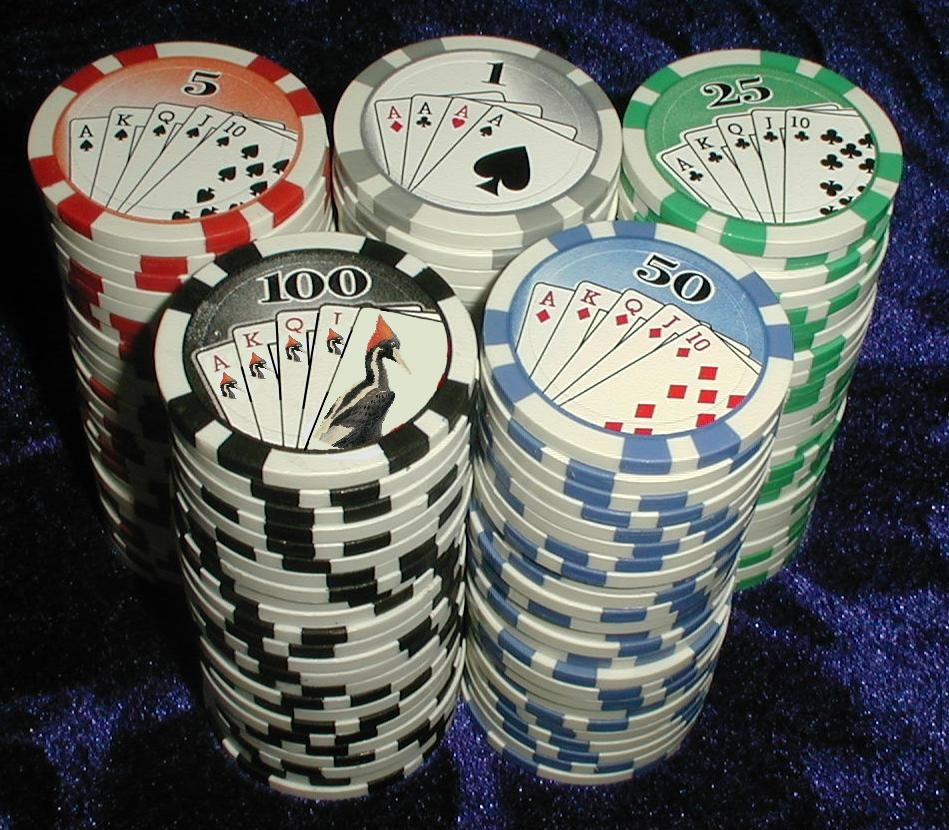 5
A K Q J 10
1
A A A A
25
A K Q J 10
100
A K Q J
50
A K Q J 10